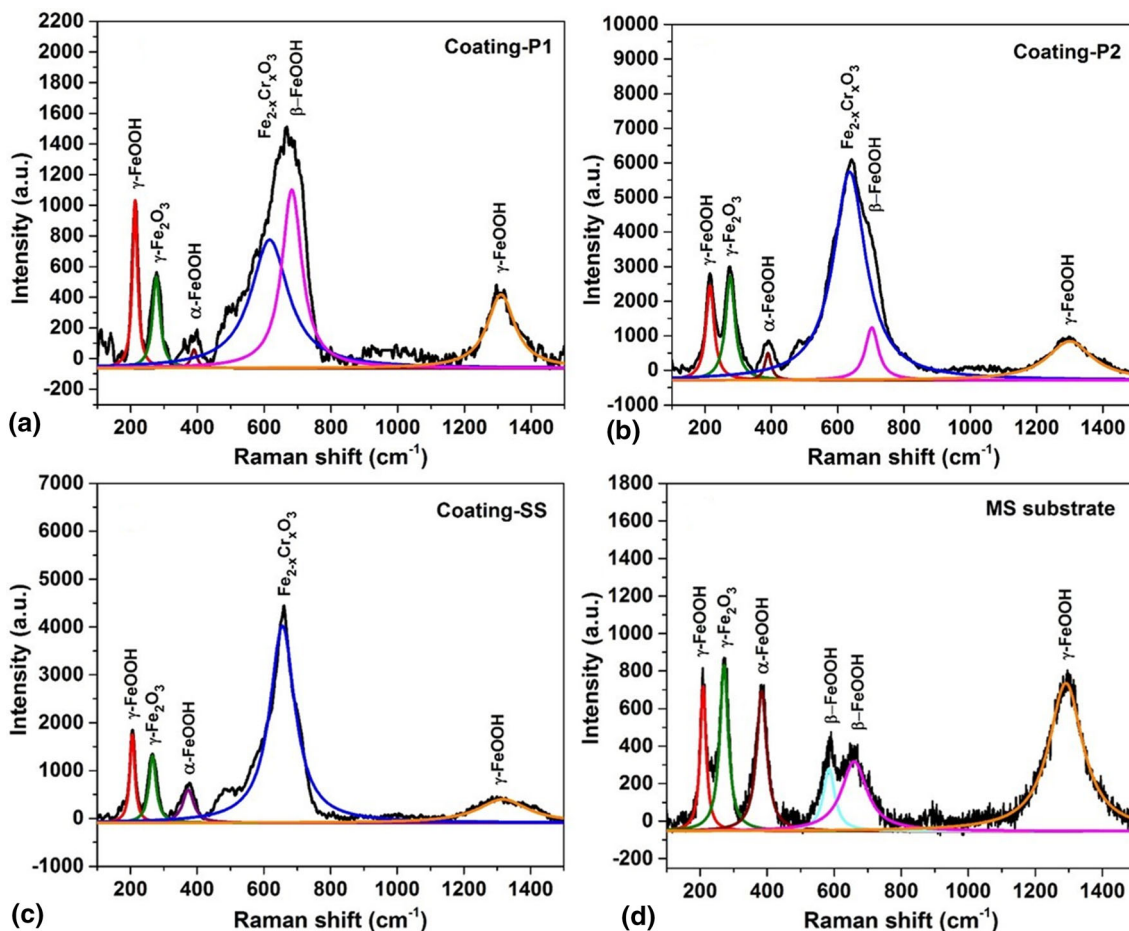 Coating-P1
2200
2000
1800
1600
1400
1200
1000
800
600
400
200
0
-200
Intensity (a.u.)
γ-FeOOH
γ-Fe₂O₃
α-FeOOH
Fe₂₋ₓCrₓO₃
β-FeOOH
γ-FeOOH
200 400 600 800 1000 1200 1400
Raman shift (cm⁻¹)
(a)
Coating-P2
10000
9000
8000
7000
6000
5000
4000
3000
2000
1000
0
-1000
Intensity (a.u.)
γ-FeOOH
γ-Fe₂O₃
α-FeOOH
Fe₂₋ₓCrₓO₃
β-FeOOH
γ-FeOOH
200 400 600 800 1000 1200 1400
Raman shift (cm⁻¹)
(b)
Coating-SS
7000
6000
5000
4000
3000
2000
1000
0
-1000
Intensity (a.u.)
γ-FeOOH
γ-Fe₂O₃
α-FeOOH
Fe₂₋ₓCrₓO₃
γ-FeOOH
200 400 600 800 1000 1200 1400
Raman shift (cm⁻¹)
(c)
MS substrate
1800
1600
1400
1200
1000
800
600
400
200
0
-200
Intensity (a.u.)
γ-FeOOH
γ-Fe₂O₃
α-FeOOH
β-FeOOH
β-FeOOH
γ-FeOOH
200 400 600 800 1000 1200 1400
Raman shift (cm⁻¹)
(d)